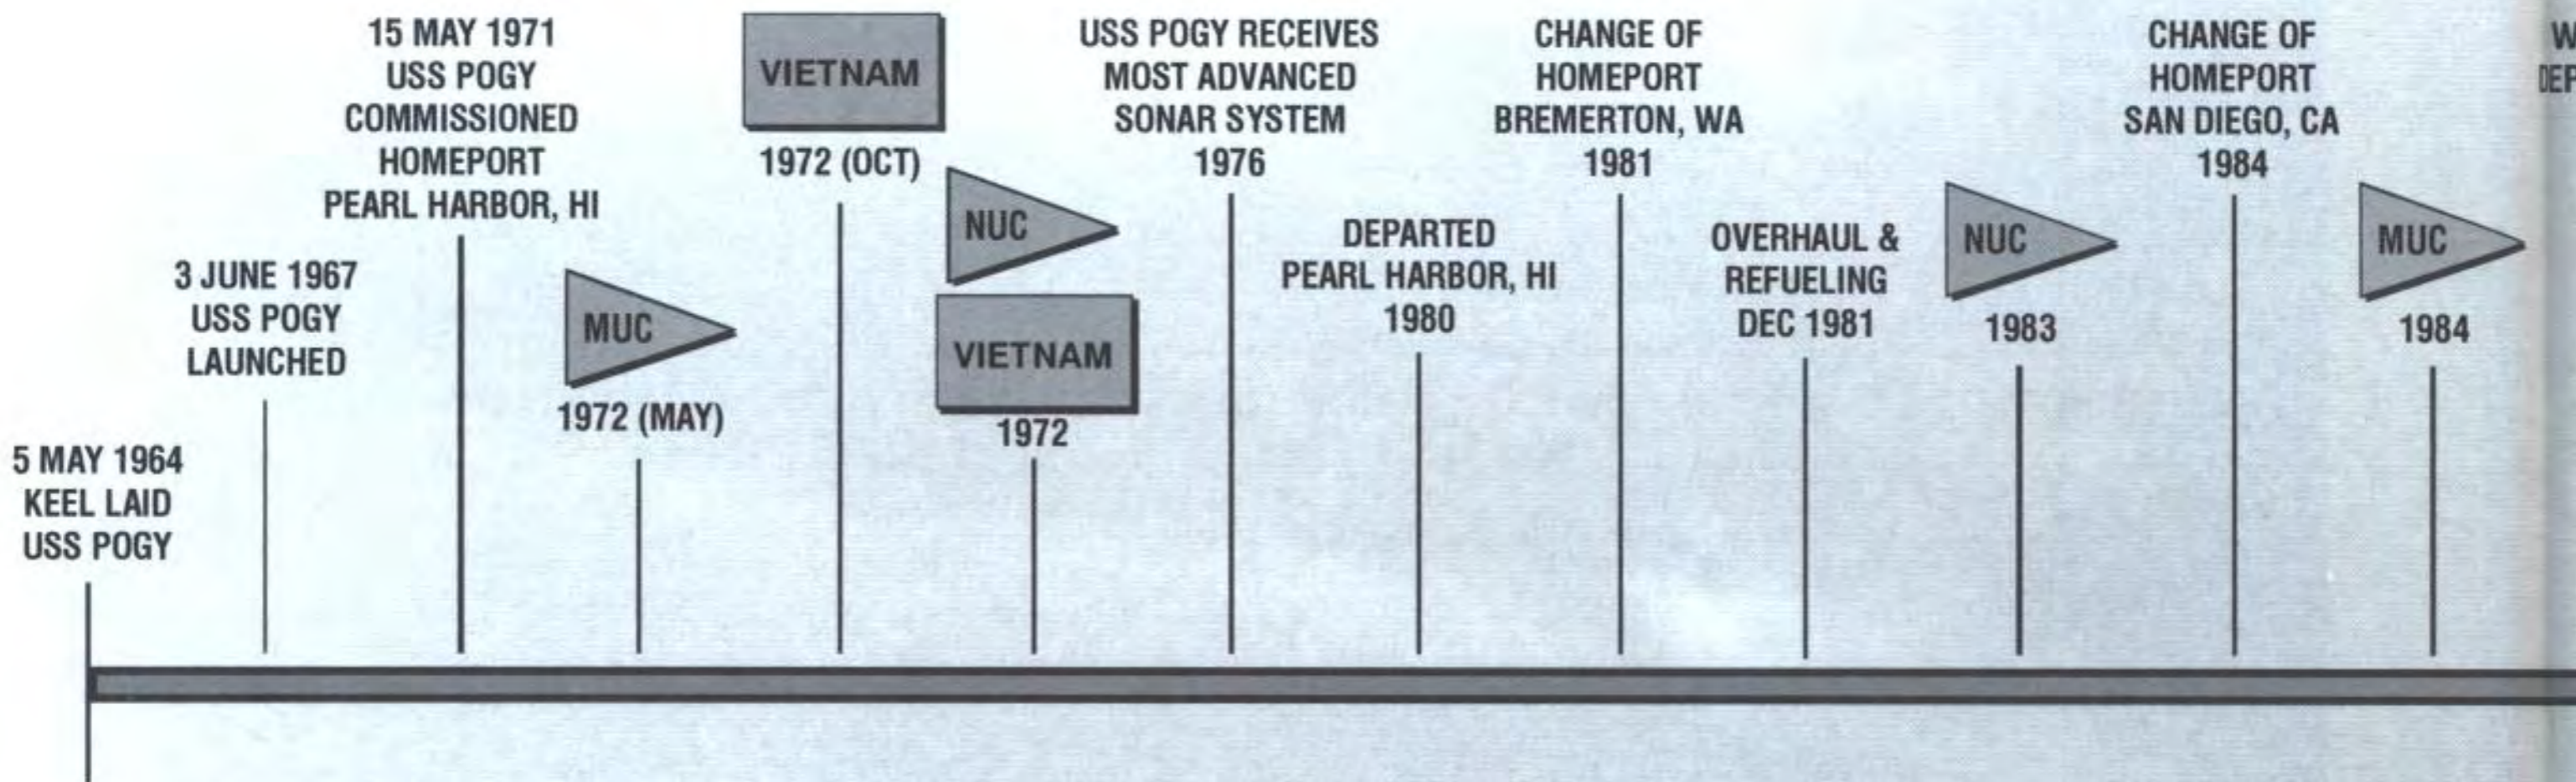 5 MAY 1964
KEEL LAID
USS POGY
3 JUNE 1967
USS POGY
LAUNCHED
15 MAY 1971
USS POGY
COMMISSIONED
HOMEPORT
PEARL HARBOR, HI
MUC
1972 (MAY)
VIETNAM
1972 (OCT)
NUC
VIETNAM
1972
USS POGY RECEIVES
MOST ADVANCED
SONAR SYSTEM
1976
DEPARTED
PEARL HARBOR, HI
1980
CHANGE OF
HOMEPORT
BREMERTON, WA
1981
OVERHAUL &
REFUELING
DEC 1981
NUC
1983
CHANGE OF
HOMEPORT
SAN DIEGO, CA
1984
MUC
1984